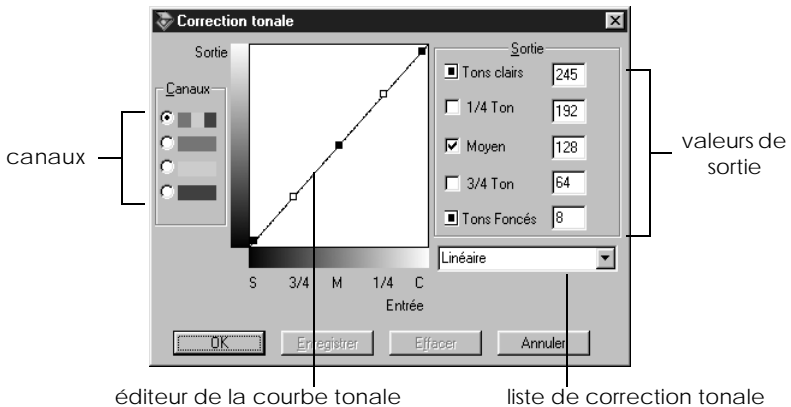 Correction tonale
Sortie
Canaux
canaux
Sortie
Tons clairs 245
1/4 Ton 192
Moyen 128
3/4 Ton 64
Tons Foncés 8
valeurs de
sortie
Linéaire
S 3/4 M 1/4 C
Entrée
OK Enregistrer Effacer Annuler
éditeur de la courbe tonale
liste de correction tonale